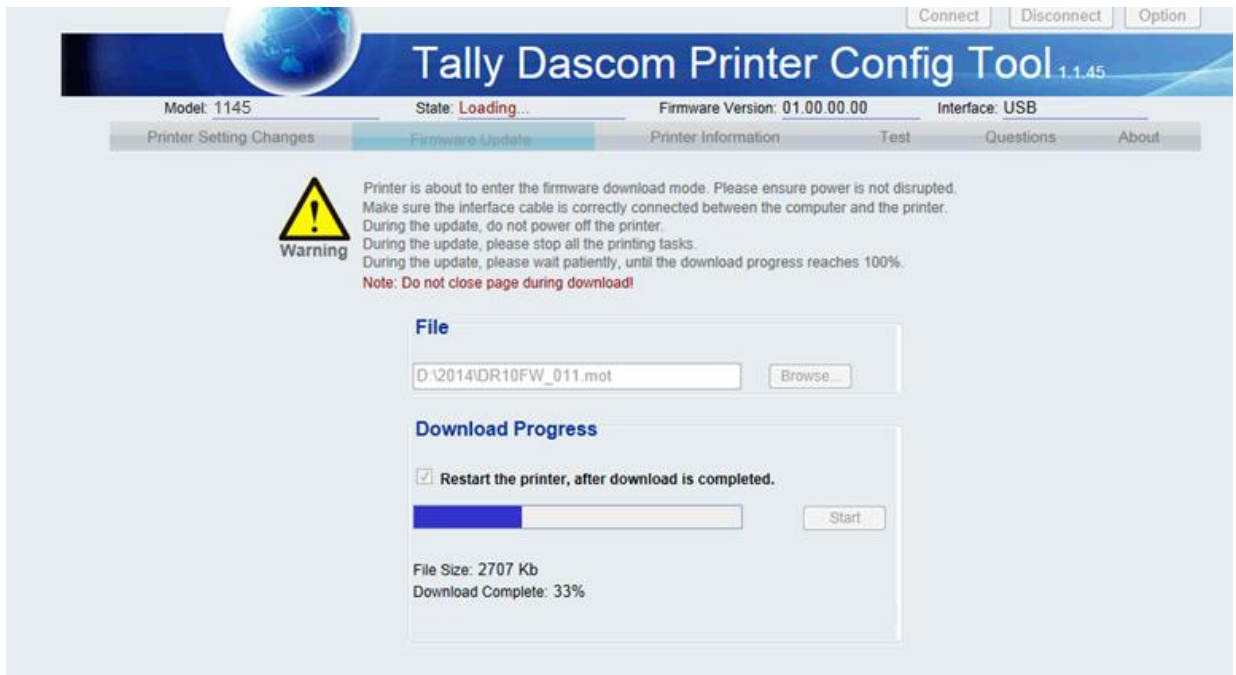 Connect Disconnect Option
Tally Dascom Printer Config Tool 1.1.45
Model: 1145 State: Loading... Firmware Version: 01.00.00.00 Interface: USB
Printer Setting Changes Firmware Update Printer Information Test Questions About
Printer is about to enter the firmware download mode. Please ensure power is not disrupted.
Make sure the interface cable is correctly connected between the computer and the printer.
During the update, do not power off the printer.
During the update, please stop all the printing tasks.
During the update, please wait patiently, until the download progress reaches 100%.
Note: Do not close page during download!
Warning
File
D:\2014\DR10FW_011.mot Browse...
Download Progress
Restart the printer, after download is completed.
Start
File Size: 2707 Kb
Download Complete: 33%